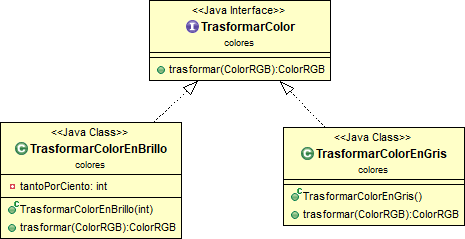 <<Java Interface>>
TrasformarColor
colores
trasformar(ColorRGB):ColorRGB
<<Java Class>>
TrasformarColorEnBrillo
colores
tantoPorCiento: int
TrasformarColorEnBrillo(int)
trasformar(ColorRGB):ColorRGB
<<Java Class>>
TrasformarColorEnGris
colores
TrasformarColorEnGris()
trasformar(ColorRGB):ColorRGB